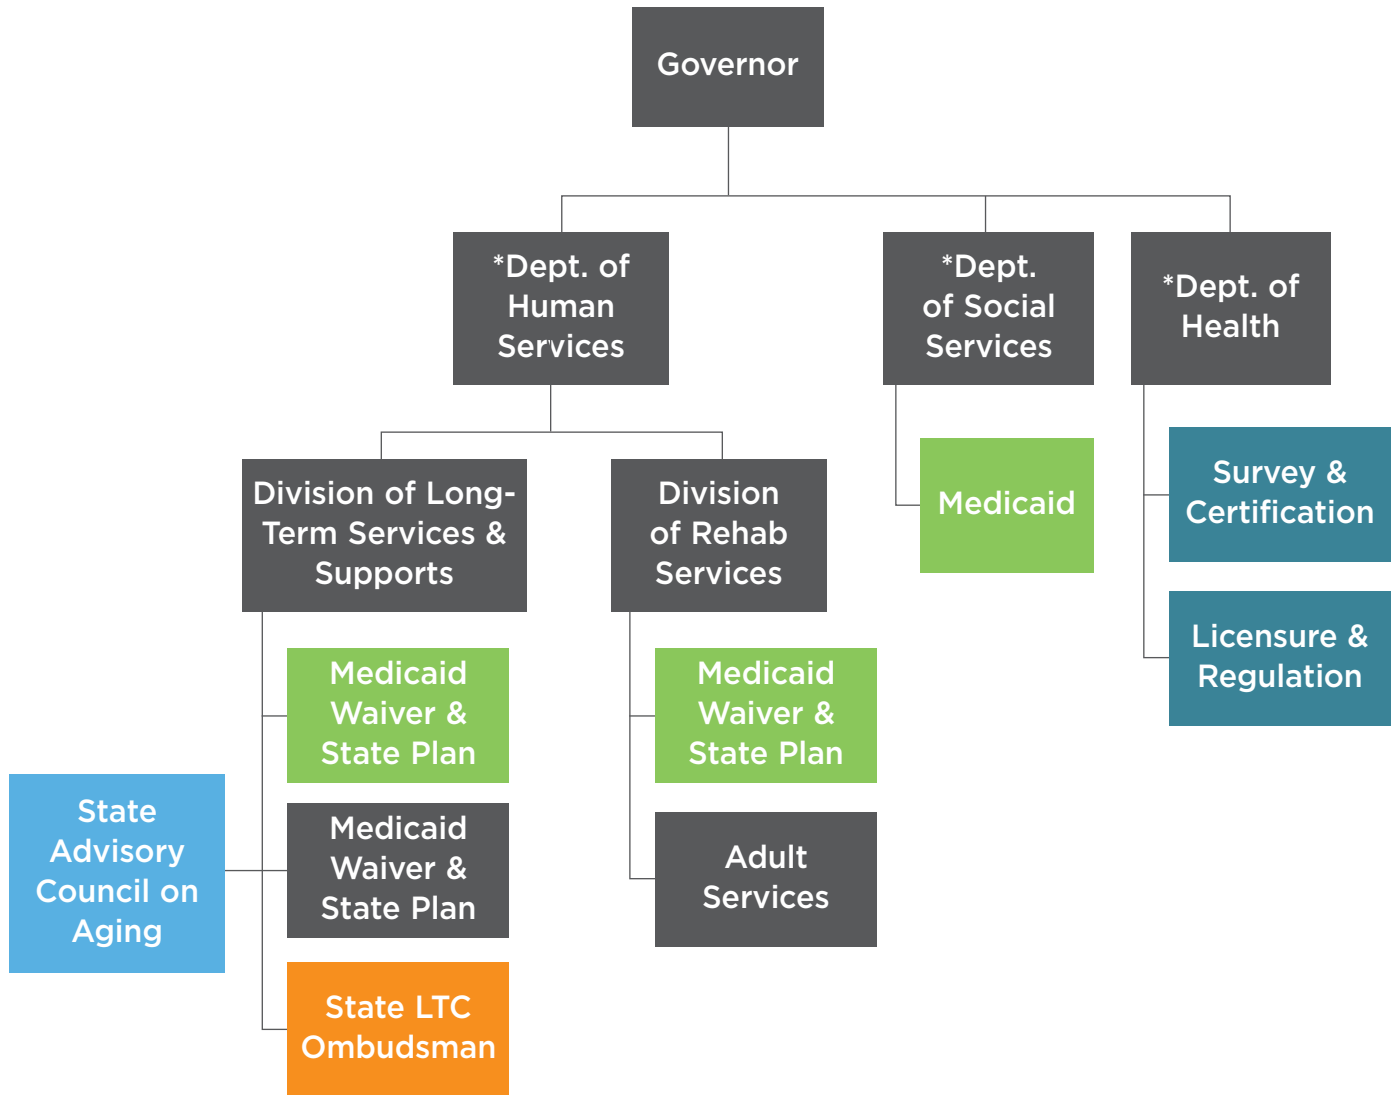 Governor
*Dept. of
Human
Services
*Dept.
of Social
Services
*Dept. of
Health
Division of Long-
Term Services &
Supports
Division
of Rehab
Services
Medicaid
Survey &
Certification
Licensure &
Regulation
Medicaid
Waiver &
State Plan
Medicaid
Waiver &
State Plan
State
Advisory
Council on
Aging
Medicaid
Waiver &
State Plan
Adult
Services
State LTC
Ombudsman